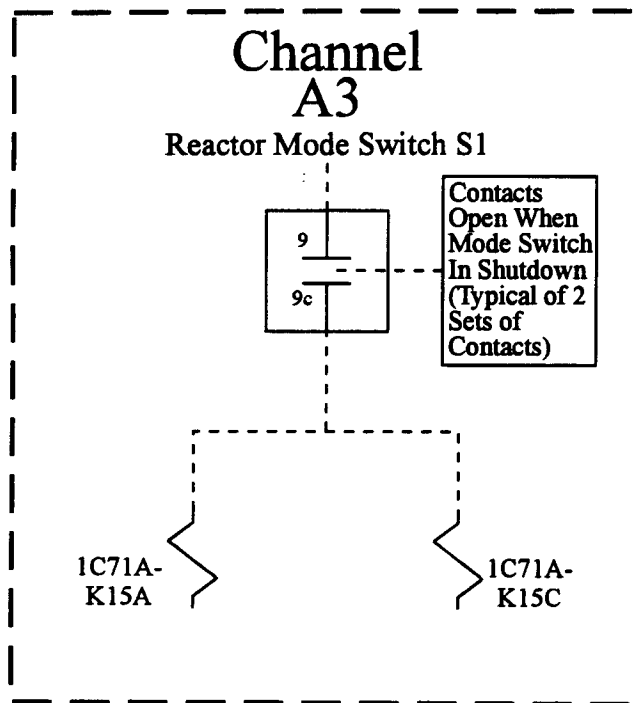 Channel
A3
Reactor Mode Switch S1
9
9c
Contacts
Open When
Mode Switch
In Shutdown
(Typical of 2
Sets of
Contacts)
1C71A-
K15A
1C71A-
K15C